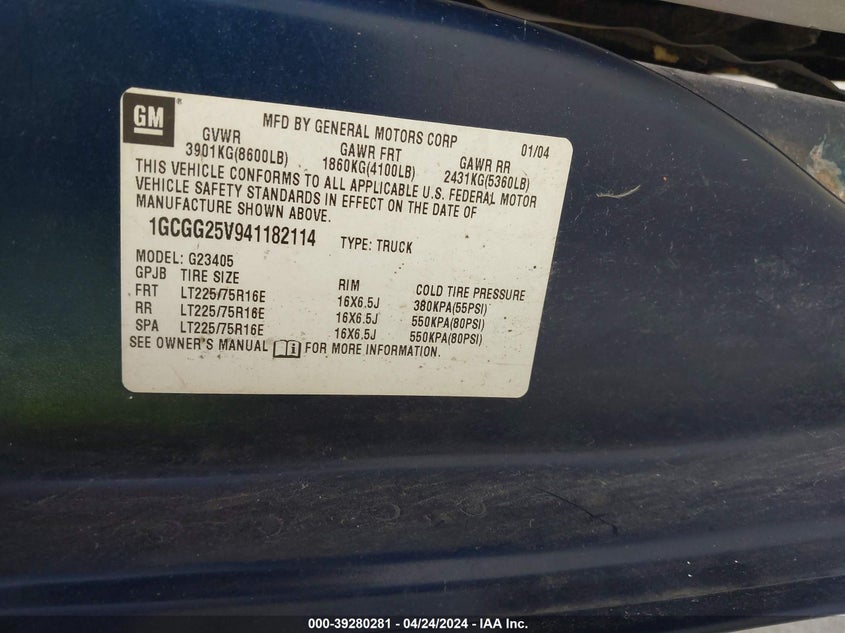 GM ®
MFD BY GENERAL MOTORS CORP 01/04
GVWR GAWR FRT GAWR RR
3901KG(8600LB) 1860KG(4100LB) 2431KG(5360LB)
THIS VEHICLE CONFORMS TO ALL APPLICABLE U.S. FEDERAL MOTOR
VEHICLE SAFETY STANDARDS IN EFFECT ON THE DATE OF
MANUFACTURE SHOWN ABOVE.
1GCGG25V941182114 TYPE: TRUCK
MODEL: G23405
GPJB TIRE SIZE RIM COLD TIRE PRESSURE
FRT LT225/75R16E 16X6.5J 380KPA(55PSI)
RR LT225/75R16E 16X6.5J 550KPA(80PSI)
SPA LT225/75R16E 16X6.5J 550KPA(80PSI)
SEE OWNER'S MANUAL FOR MORE INFORMATION.
000-39280281 - 04/24/2024 - IAA Inc.